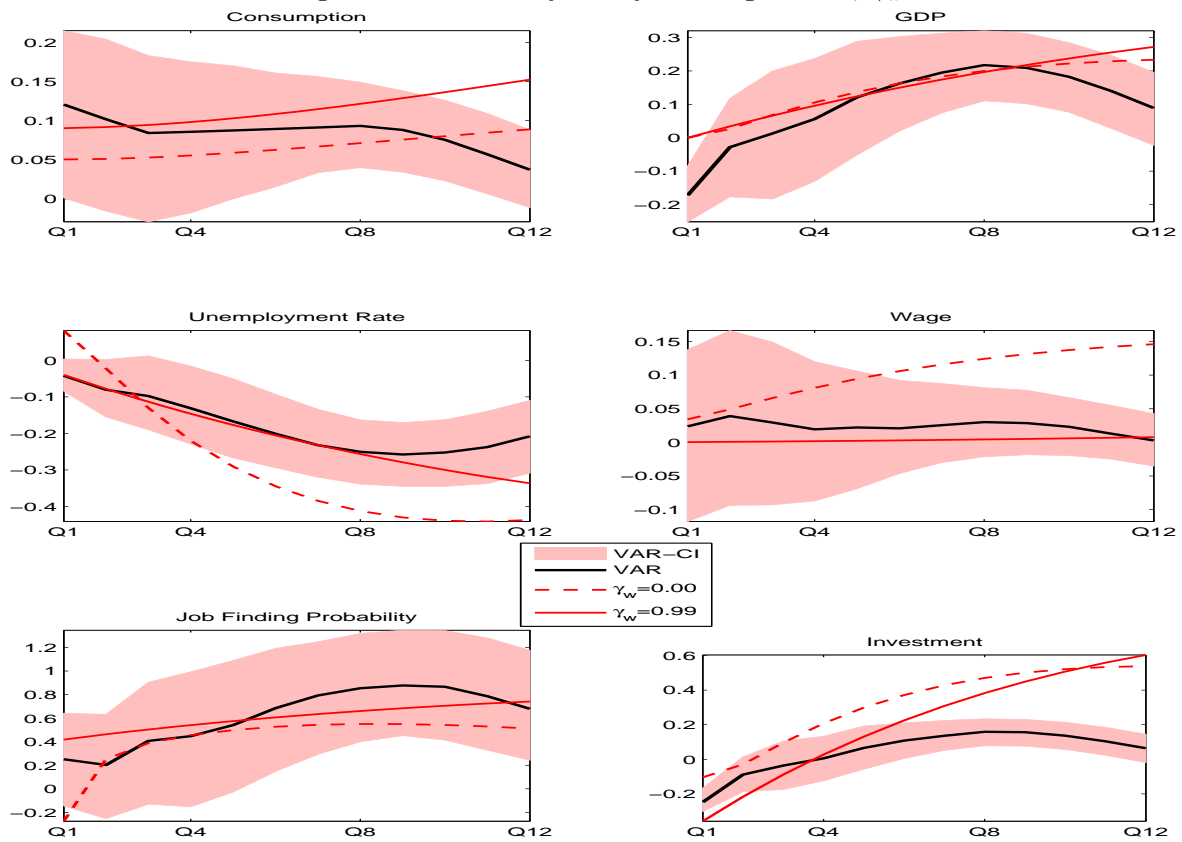 Consumption
0.2
0.15
0.1
0.05
0
Q1 Q4 Q8 Q12
GDP
0.3
0.2
0.1
0
−0.1
−0.2
Q1 Q4 Q8 Q12
Unemployment Rate
0
−0.1
−0.2
−0.3
−0.4
Q1 Q4 Q8 Q12
Wage
0.15
0.1
0.05
0
−0.05
−0.1
Q1 Q4 Q8 Q12
VAR−CI
VAR
γw=0.00
γw=0.99
Job Finding Probability
1.2
1
0.8
0.6
0.4
0.2
0
−0.2
Q1 Q4 Q8 Q12
Investment
0.6
0.4
0.2
0
−0.2
Q1 Q4 Q8 Q12